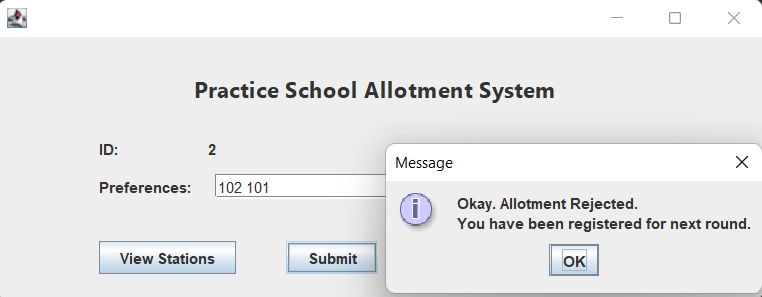 Practice School Allotment System
ID: 2
Preferences: 102 101
View Stations Submit
Message
Okay. Allotment Rejected.
You have been registered for next round.
OK